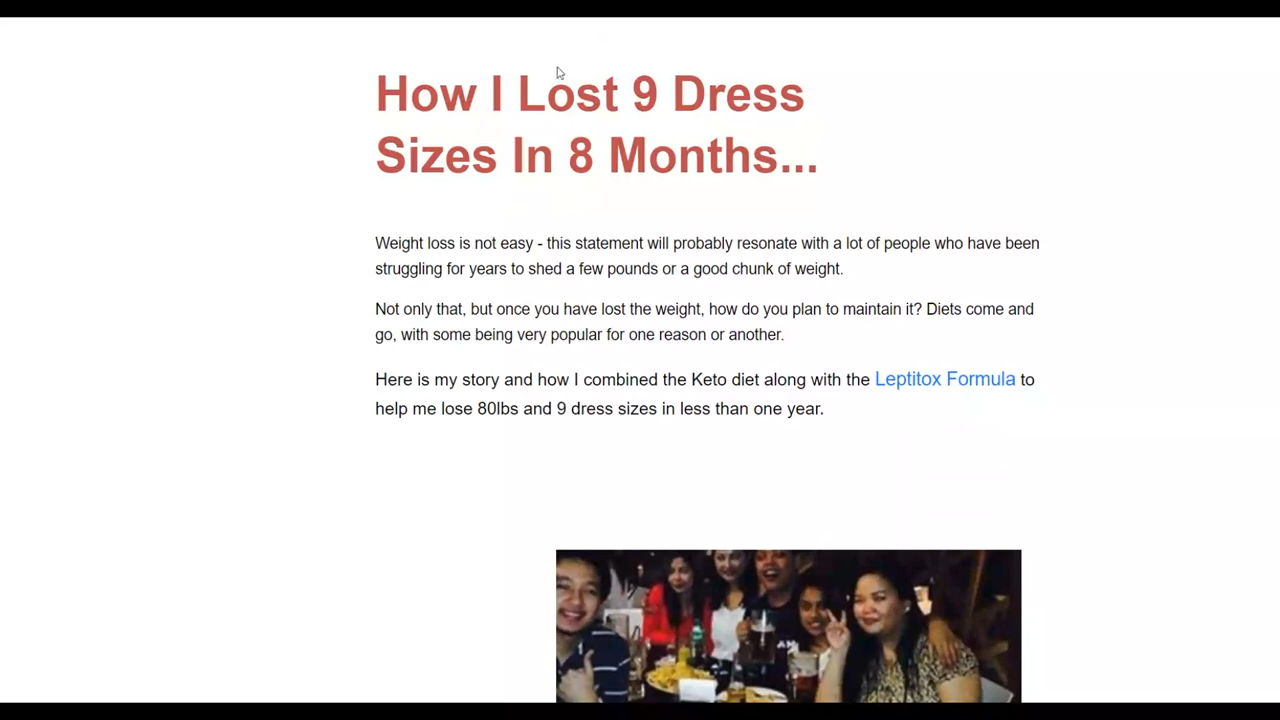 How I Lost 9 Dress
Sizes In 8 Months...
Weight loss is not easy - this statement will probably resonate with a lot of people who have been
struggling for years to shed a few pounds or a good chunk of weight.
Not only that, but once you have lost the weight, how do you plan to maintain it? Diets come and
go, with some being very popular for one reason or another.
Here is my story and how I combined the Keto diet along with the Leptitox Formula to
help me lose 80lbs and 9 dress sizes in less than one year.